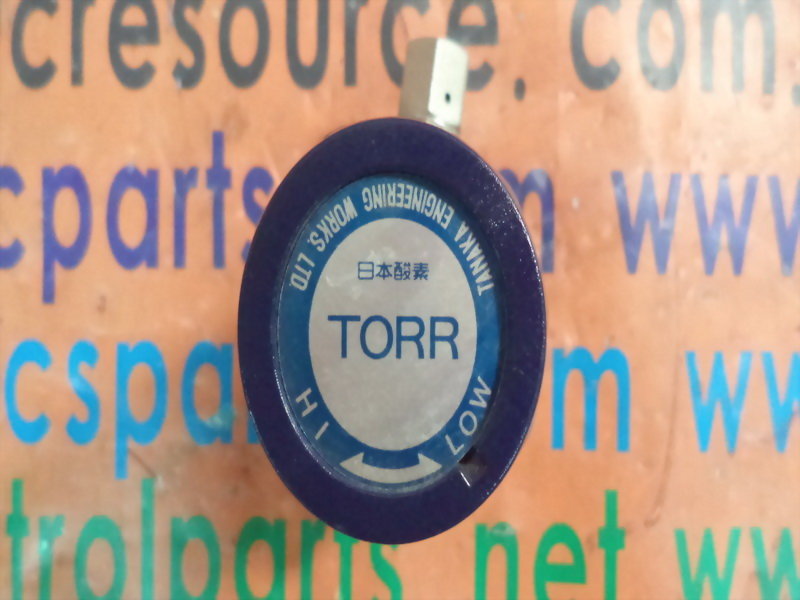 cresource. com
cparts com www
cspa m ww
trolparts. net ww
TANAKA ENGINEERING WORKS, LTD.
日本酸素
TORR
HI LOW